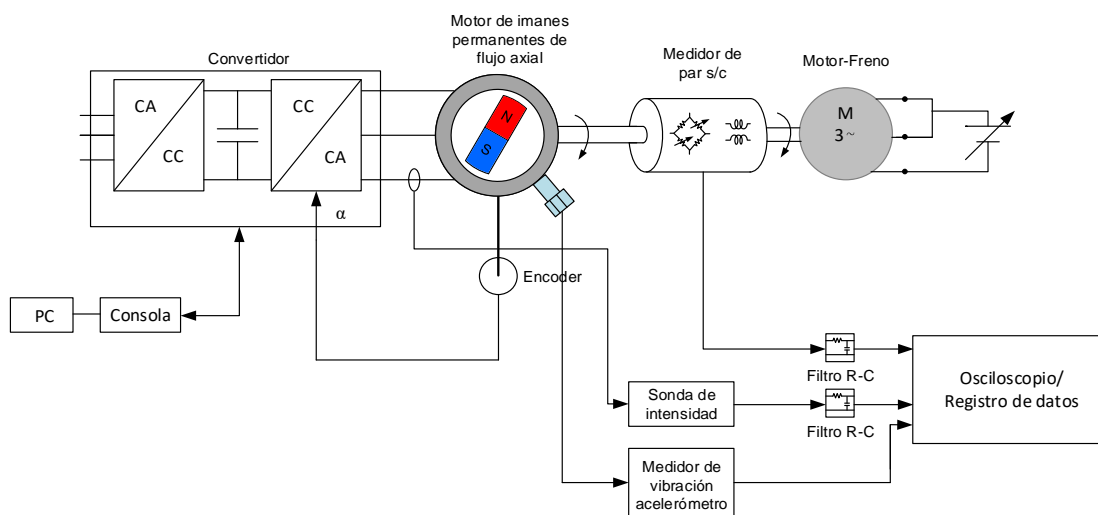 Motor de imanes
permanentes de
flujo axial
Convertidor
Medidor de
par s/c
Motor-Freno
CA
CC
CC
CA
N
S
M
3 ~
α
Encoder
PC
Consola
Filtro R-C
Sonda de
intensidad
Filtro R-C
Osciloscopio/
Registro de datos
Medidor de
vibración
acelerómetro